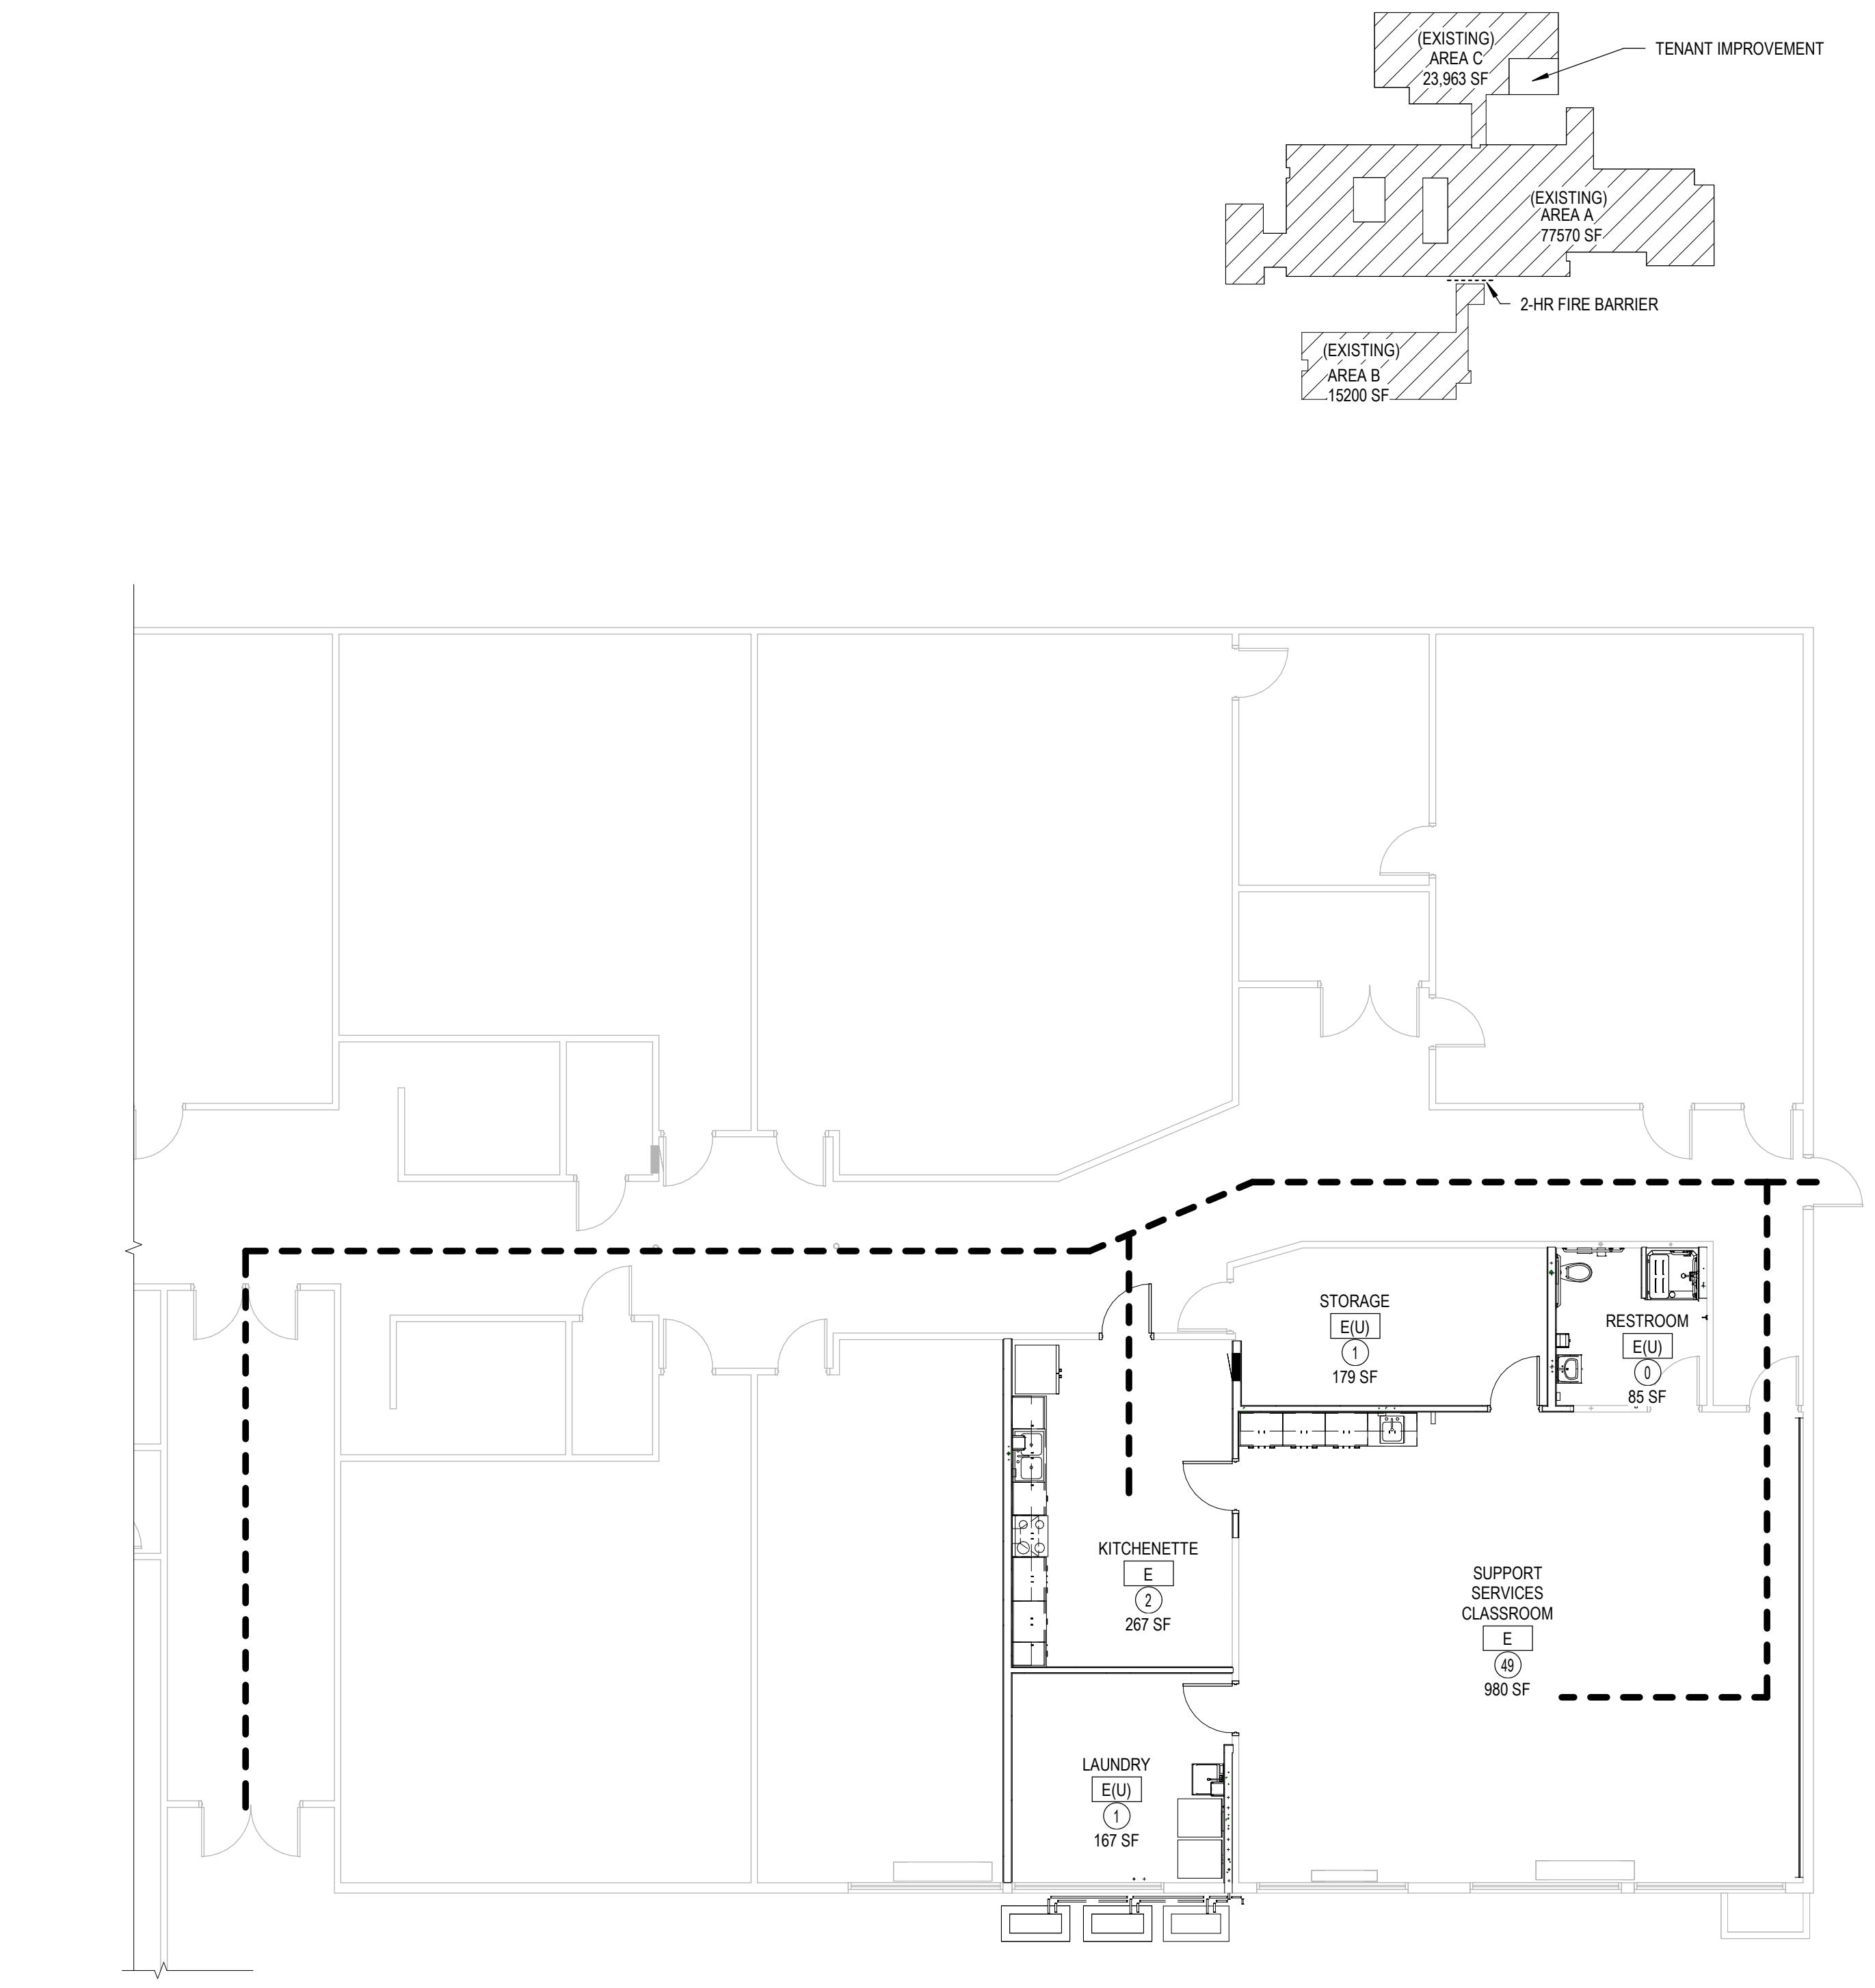 (EXISTING)
AREA C
23,963 SF
TENANT IMPROVEMENT
(EXISTING)
AREA A
77570 SF
2-HR FIRE BARRIER
(EXISTING)
AREA B
15200 SF
STORAGE
E(U)
1
179 SF
RESTROOM
E(U)
0
85 SF
KITCHENETTE
E
2
267 SF
SUPPORT
SERVICES
CLASSROOM
E
49
980 SF
LAUNDRY
E(U)
1
167 SF